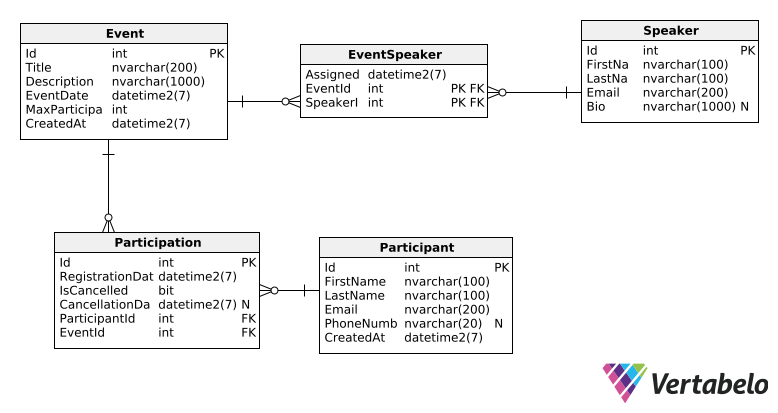 Event
Id int PK
Title nvarchar(200)
Description nvarchar(1000)
EventDate datetime2(7)
MaxParticipa int
CreatedAt datetime2(7)
EventSpeaker
Assigned datetime2(7)
EventId int PK FK
SpeakerI int PK FK
Speaker
Id int PK
FirstNa nvarchar(100)
LastNa nvarchar(100)
Email nvarchar(200)
Bio nvarchar(1000) N
Participation
Id int PK
RegistrationDat datetime2(7)
IsCancelled bit
CancellationDa datetime2(7) N
ParticipantId int FK
EventId int FK
Participant
Id int PK
FirstName nvarchar(100)
LastName nvarchar(100)
Email nvarchar(200)
PhoneNumb nvarchar(20) N
CreatedAt datetime2(7)
Vertabelo